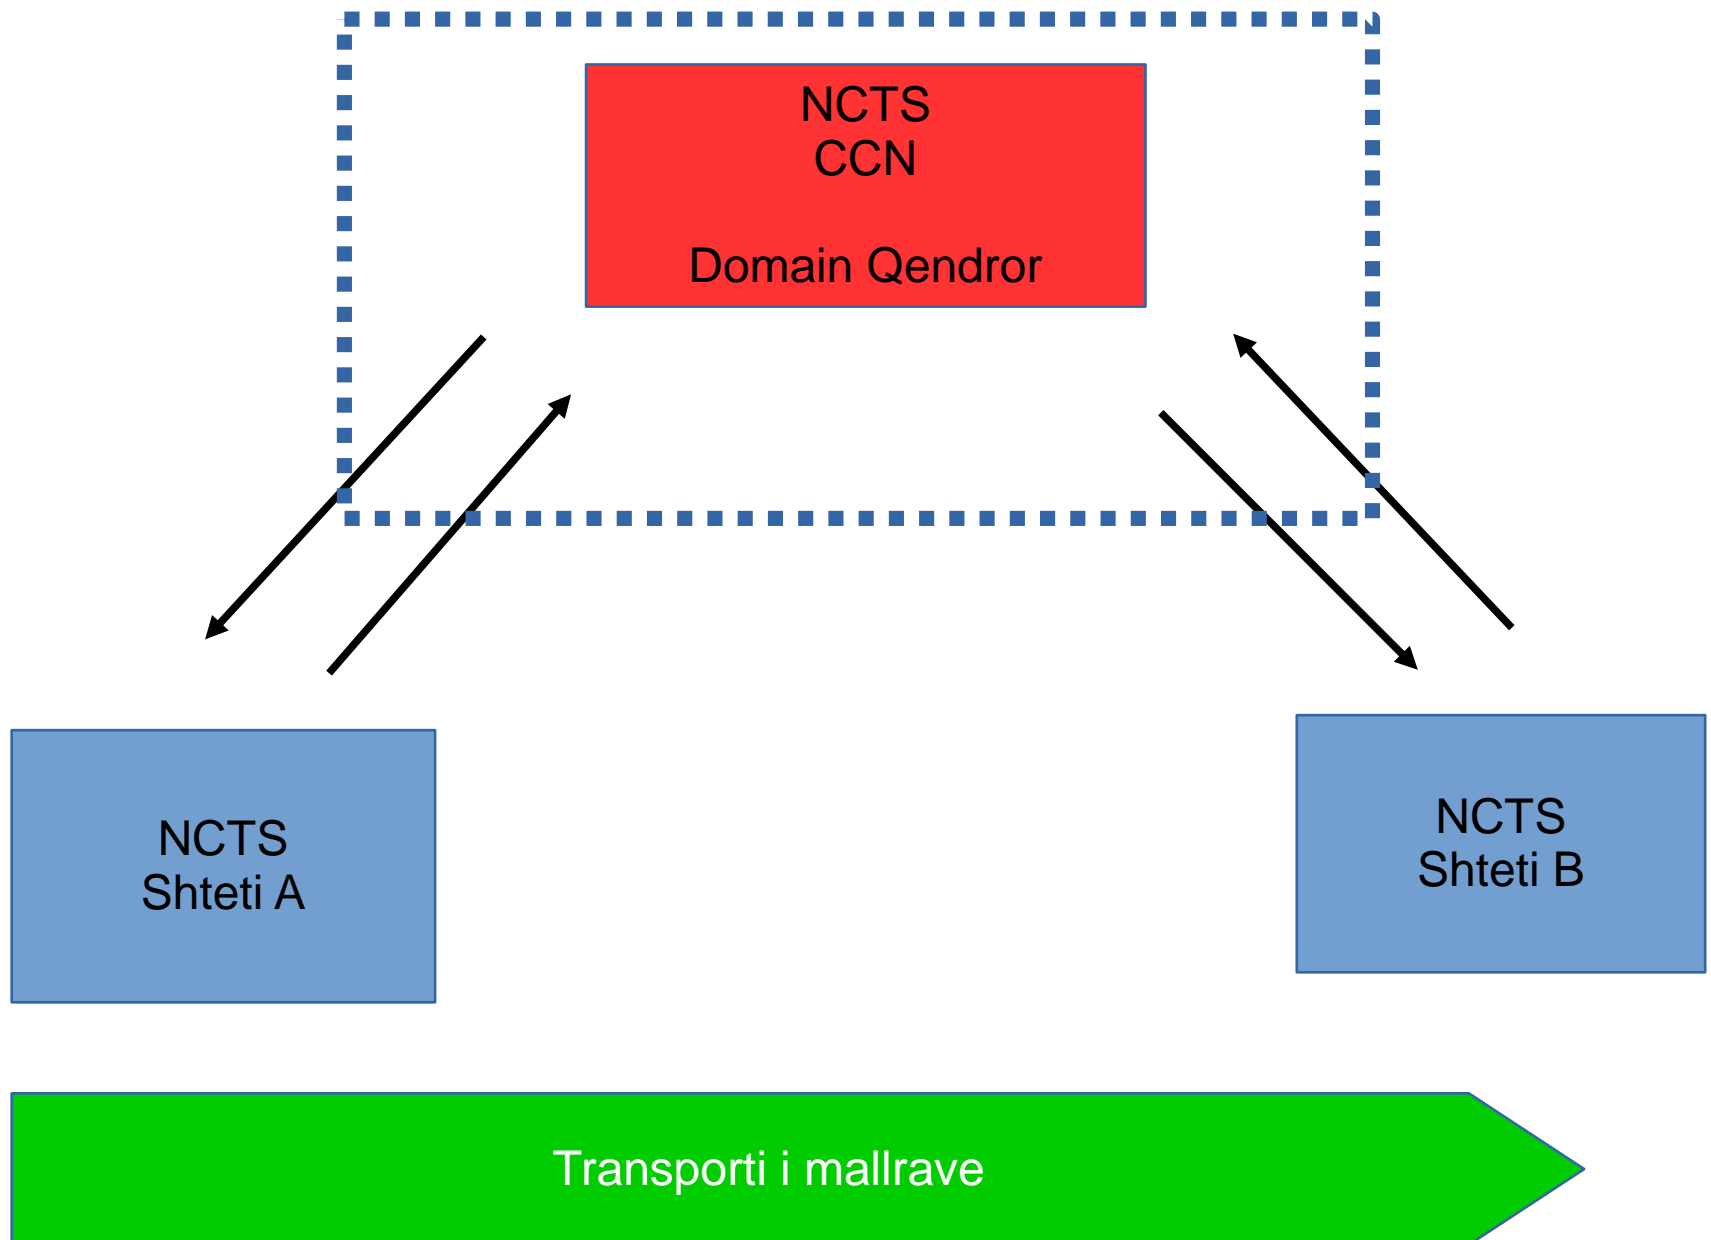 NCTS
CCN
Domain Qendror
NCTS
Shteti A
NCTS
Shteti B
Transporti i mallrave